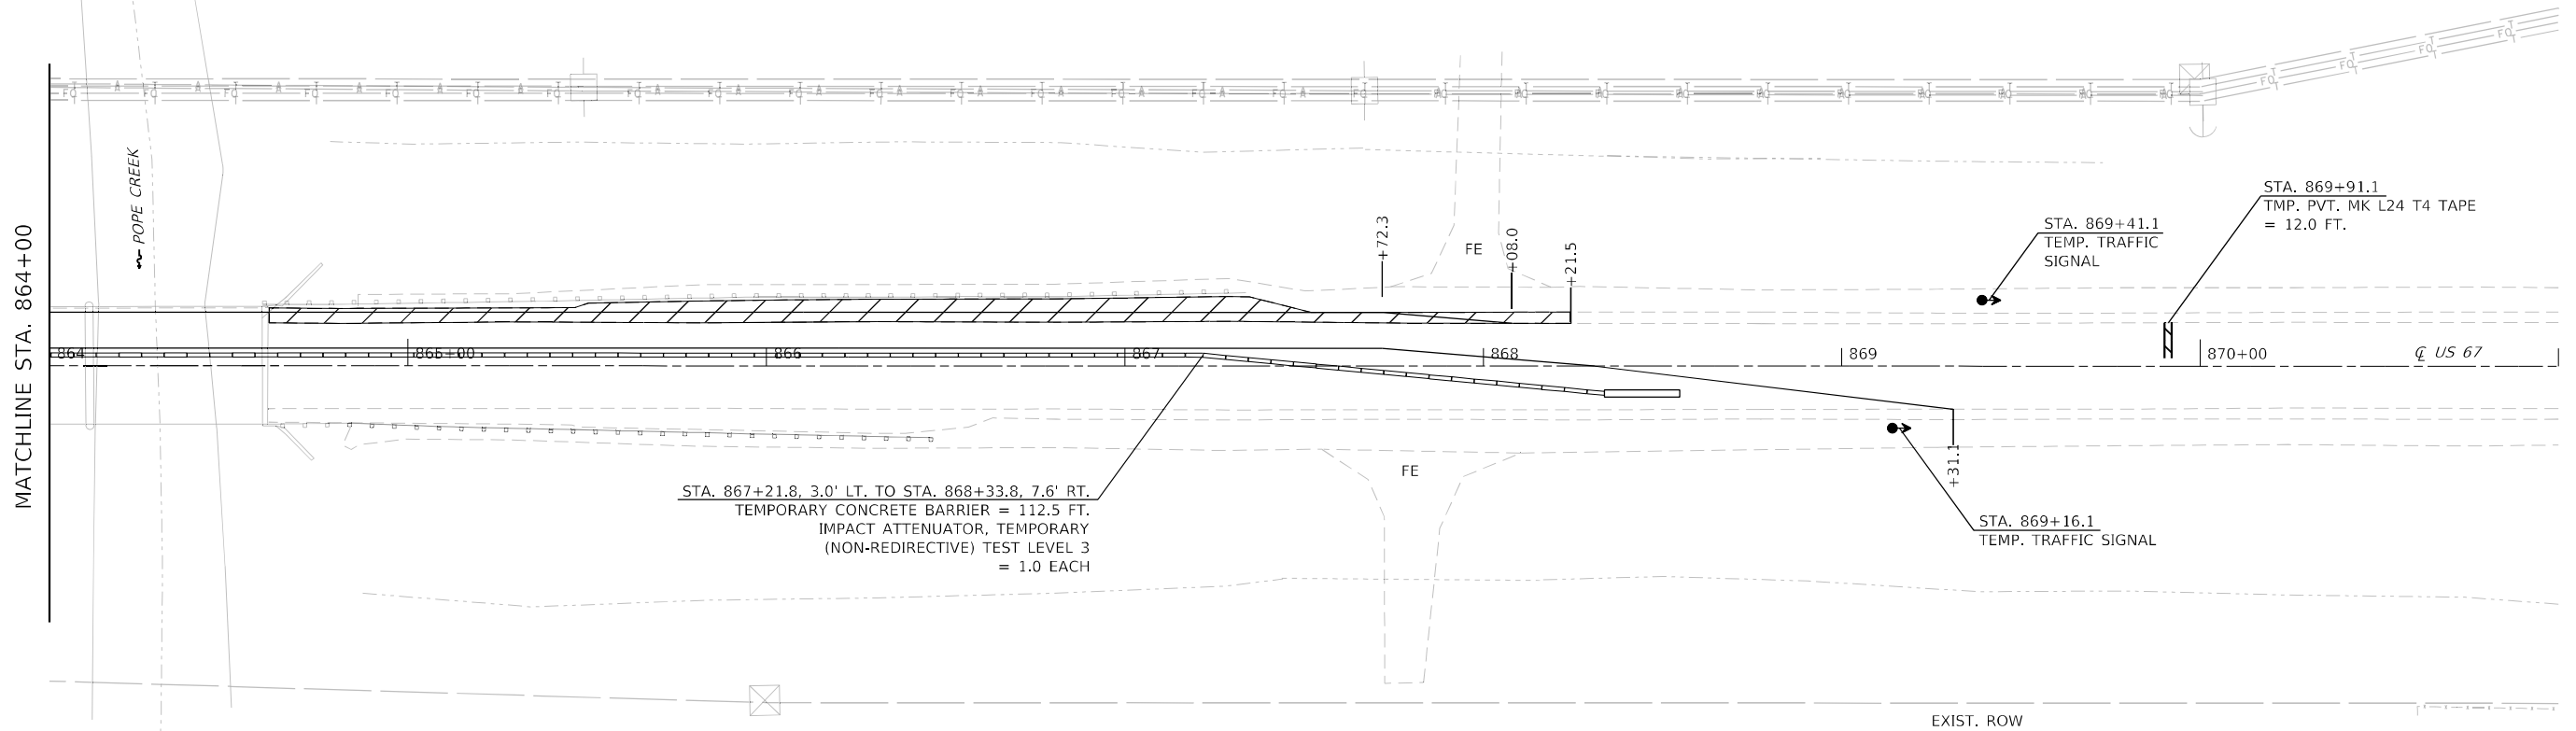 MATCHLINE STA. 864+00
POPE CREEK
+72.3
FE
+08.0
+21.5
STA. 869+41.1
TEMP. TRAFFIC
SIGNAL
STA. 869+91.1
TMP. PVT. MK L24 T4 TAPE
= 12.0 FT.
864
865+00
866
867
868
869
870+00
℄ US 67
FE
+31.1
STA. 867+21.8, 3.0' LT. TO STA. 868+33.8, 7.6' RT.
TEMPORARY CONCRETE BARRIER = 112.5 FT.
IMPACT ATTENUATOR, TEMPORARY
(NON-REDIRECTIVE) TEST LEVEL 3
= 1.0 EACH
STA. 869+16.1
TEMP. TRAFFIC SIGNAL
EXIST. ROW